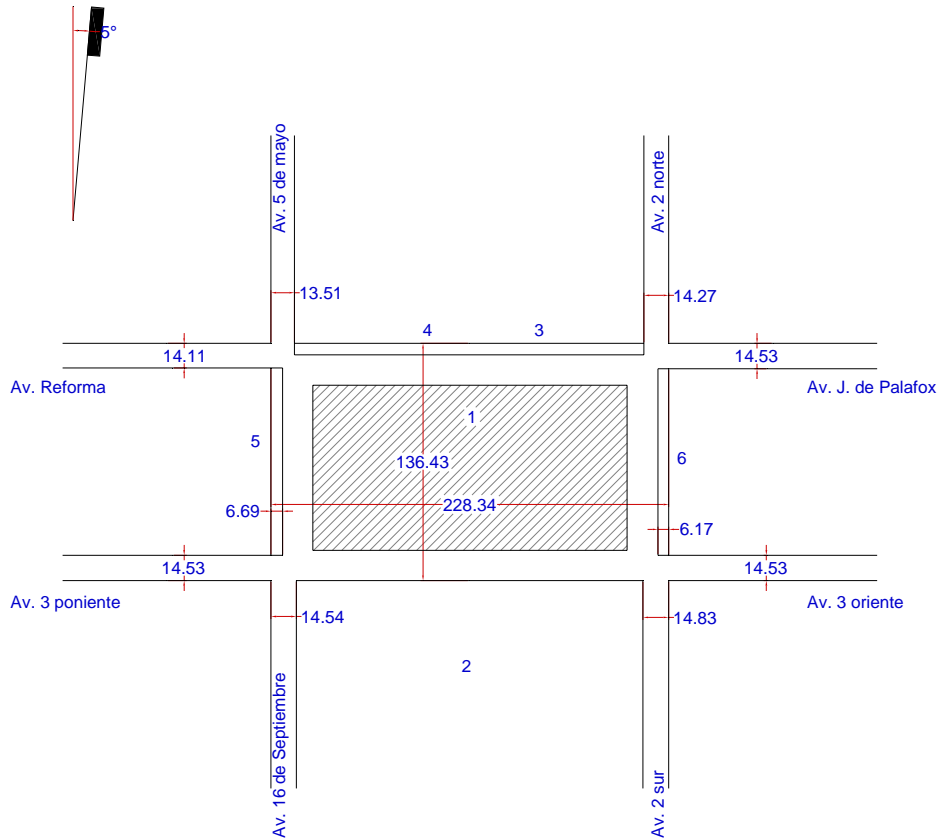 5°
Av. 5 de mayo
Av. 2 norte
13.51
14.27
4
3
14.11
14.53
Av. Reforma
Av. J. de Palafox
1
5
6
136.43
228.34
6.69
6.17
14.53
14.53
Av. 3 poniente
Av. 3 oriente
14.54
14.83
2
Av. 16 de Septiembre
Av. 2 sur